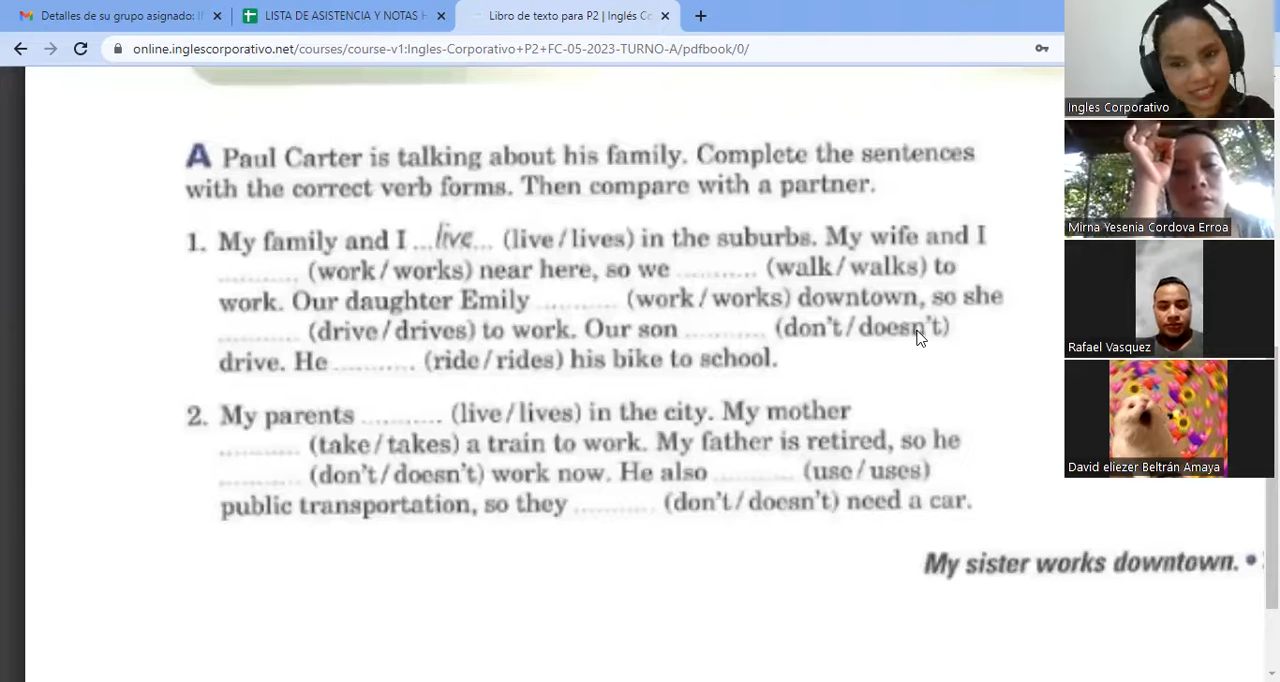 Detalles de su grupo asignado: I
LISTA DE ASISTENCIA Y NOTAS
Libro de texto para P2 | Inglés Co
online.inglescorporativo.net/courses/course-v1:Ingles-Corporativo+P2+FC-05-2023-TURNO-A/pdfbook/0/
A Paul Carter is talking about his family. Complete the sentences
with the correct verb forms. Then compare with a partner.
1. My family and I ...live... (live/lives) in the suburbs. My wife and I
............ (work/works) near here, so we ............ (walk/walks) to
work. Our daughter Emily ............ (work/works) downtown, so she
............ (drive/drives) to work. Our son ............ (don't/doesn't)
drive. He ............ (ride/rides) his bike to school.
2. My parents ............ (live/lives) in the city. My mother
............ (take/takes) a train to work. My father is retired, so he
............ (don't/doesn't) work now. He also ............ (use/uses)
public transportation, so they ............ (don't/doesn't) need a car.
My sister works downtown. •
Ingles Corporativo
Mirna Yesenia Cordova Erroa
Rafael Vasquez
David eliezer Beltrán Amaya